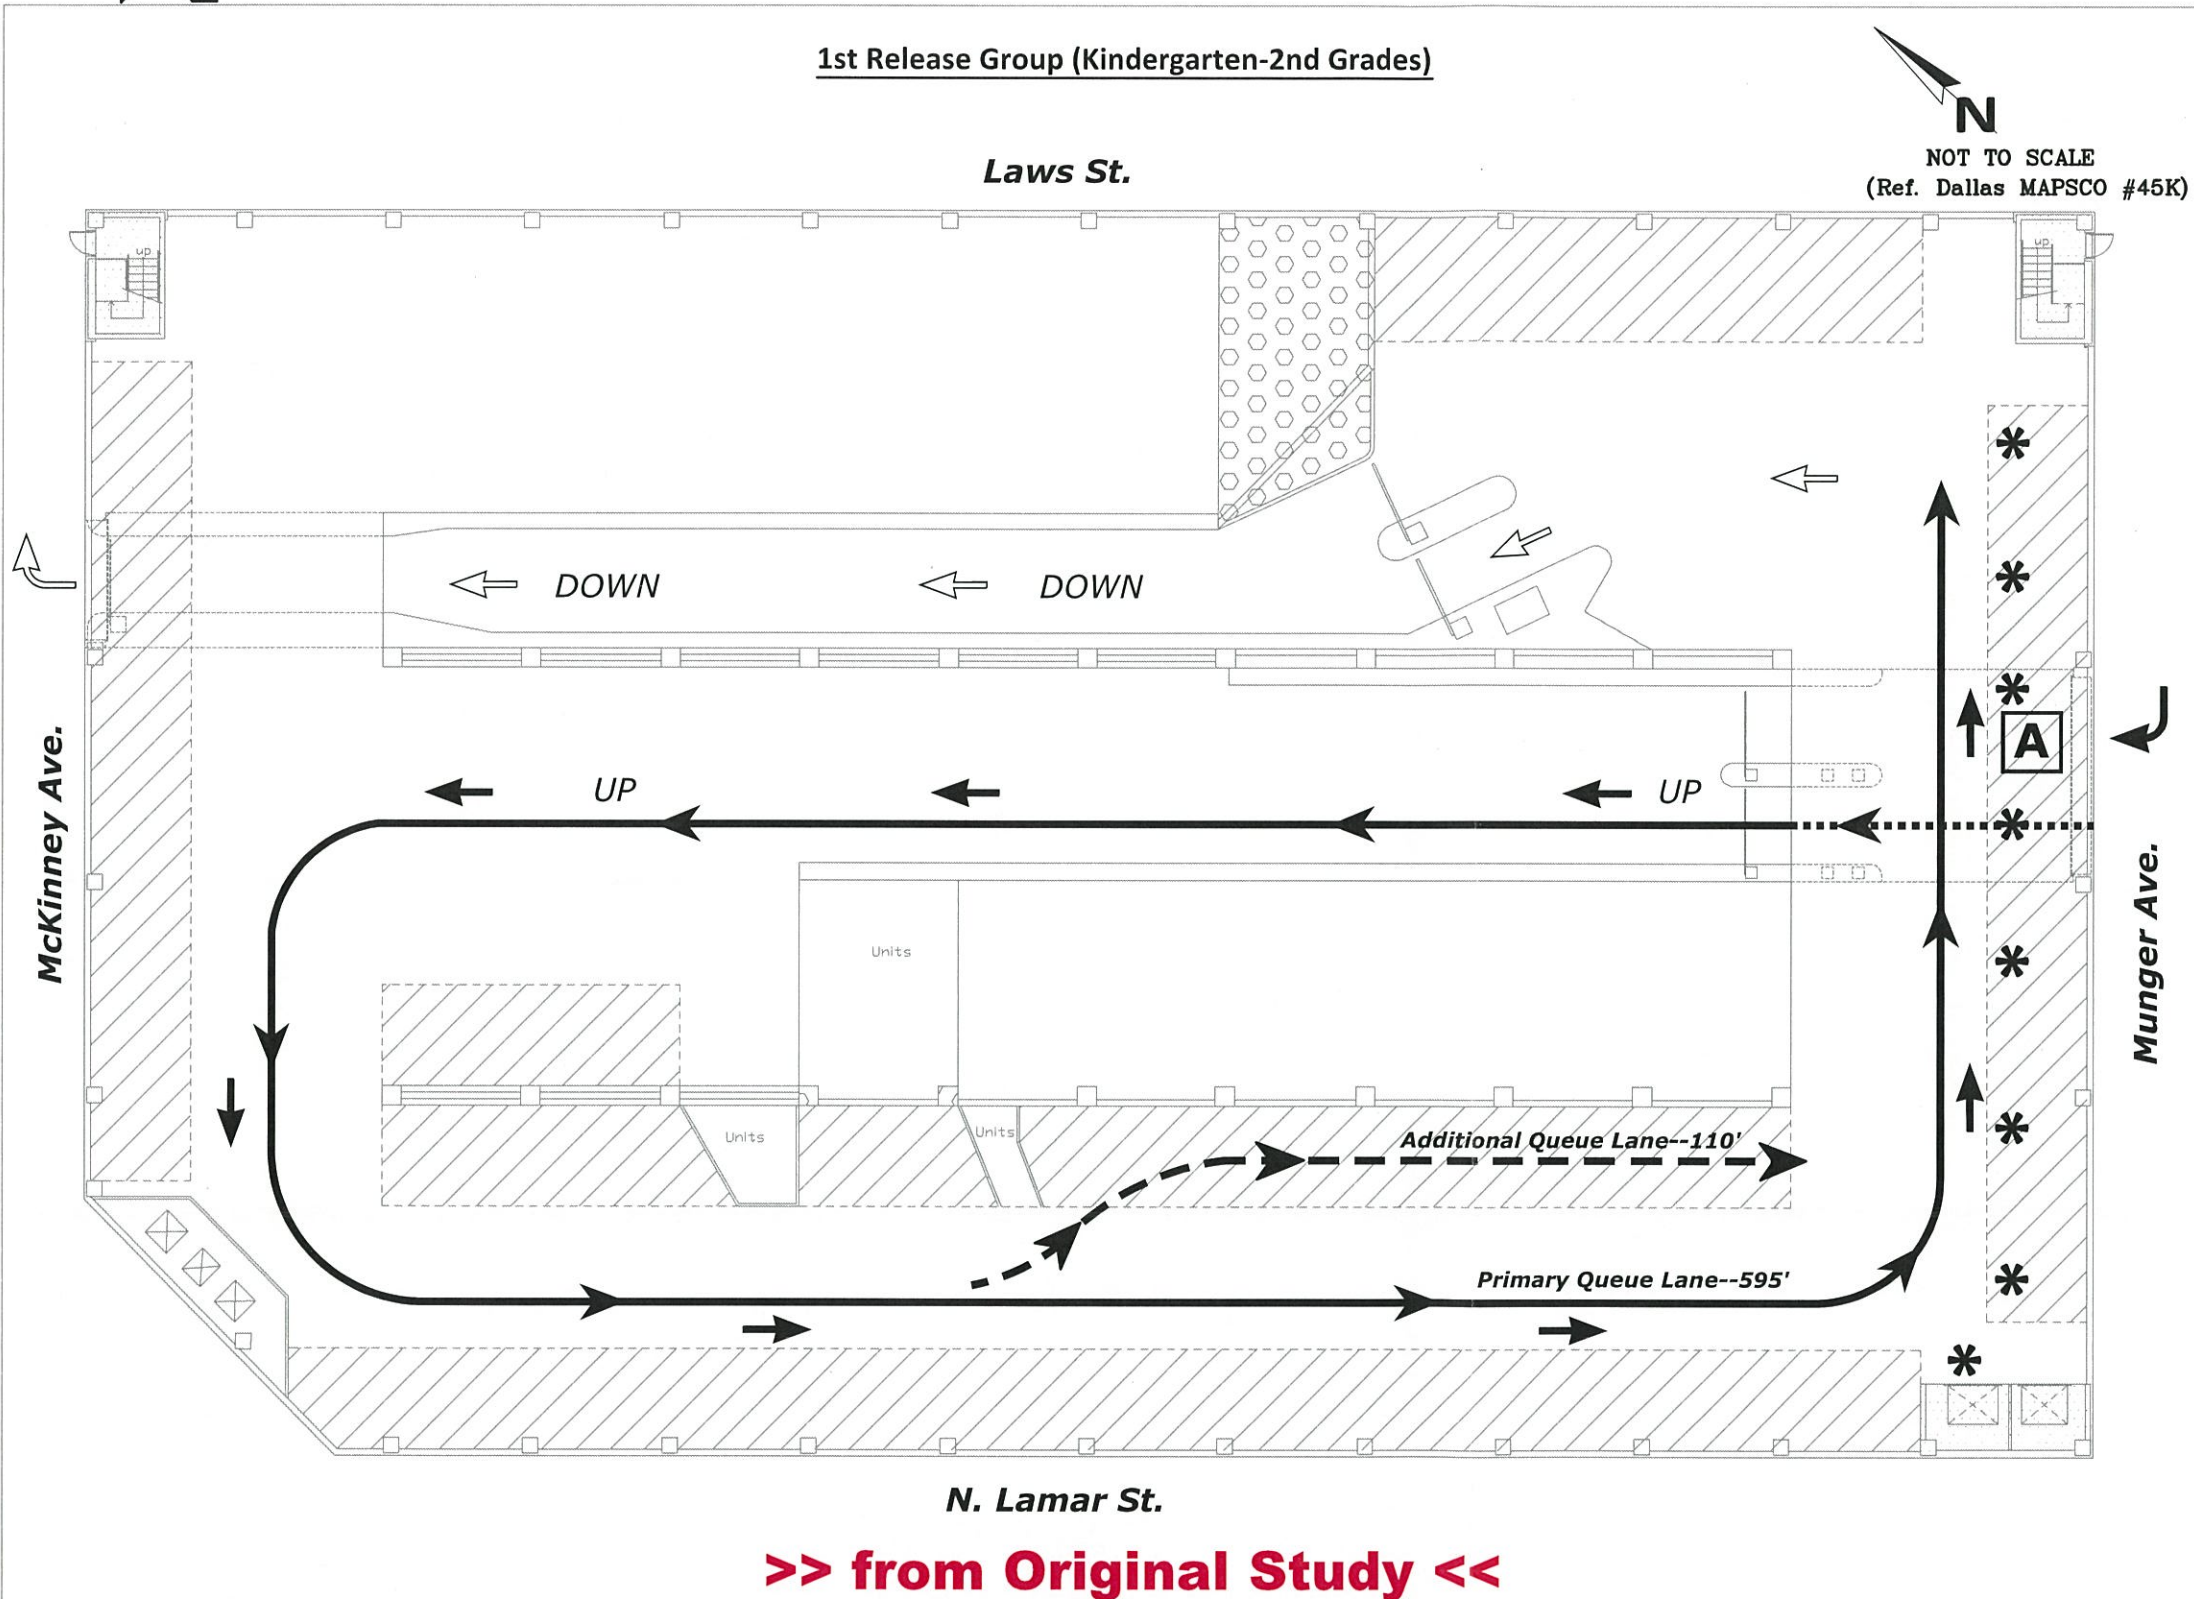 1st Release Group (Kindergarten-2nd Grades)
N
NOT TO SCALE
(Ref. Dallas MAPSCO #45K)
Laws St.
up
up
DOWN
DOWN
McKinney Ave.
UP
UP
A
Munger Ave.
Units
Units
Units
Additional Queue Lane--110'
Primary Queue Lane--595'
N. Lamar St.
>> from Original Study <<